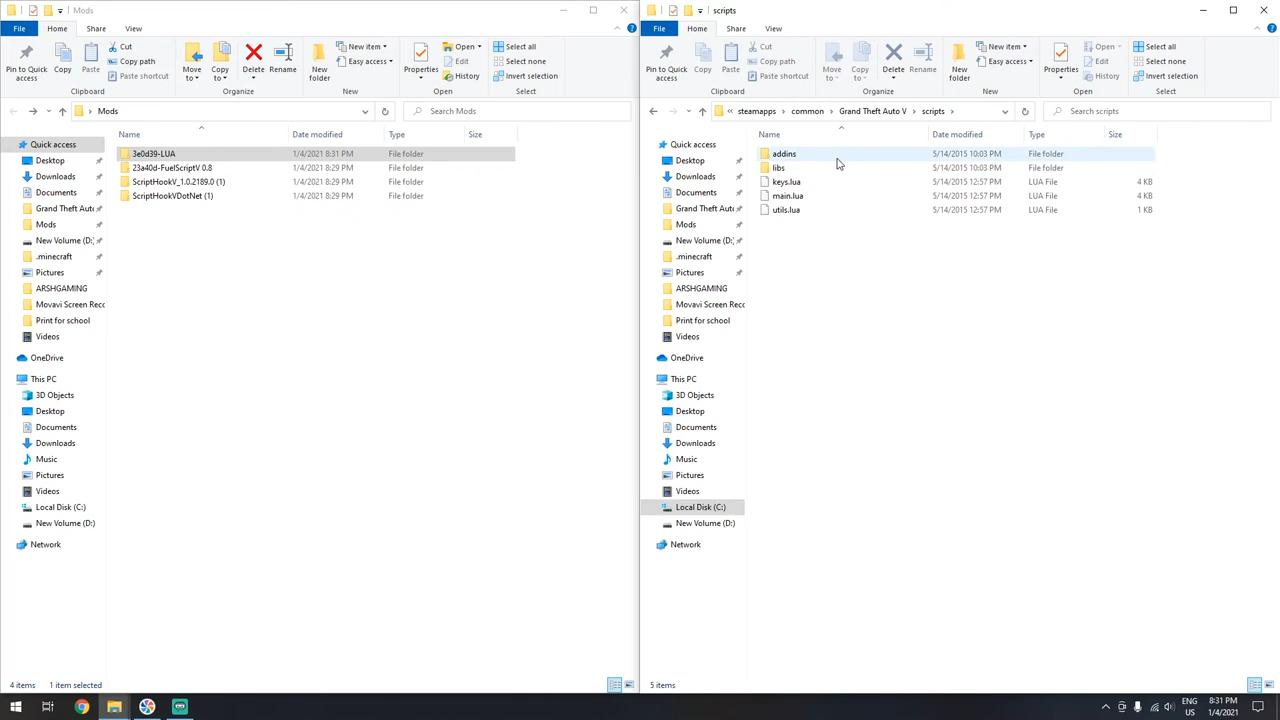 File Home Share View
Pin to Quick access Copy Paste Cut Copy path Paste shortcut Move to Copy to Delete Rename New folder New item Easy access Properties Open Edit History Select all Select none Invert selection
Clipboard Organize New Open Select
Mods Search Mods
Name Date modified Type Size
3e0d39-LUA 1/4/2021 8:31 PM File folder
23a40d-FuelScriptV 0.8 1/4/2021 8:29 PM File folder
ScriptHookV_1.0.2189.0 (1) 1/4/2021 8:29 PM File folder
ScriptHookVDotNet (1) 1/4/2021 8:29 PM File folder
Quick access
Desktop
Downloads
Documents
Grand Theft Auto
Mods
New Volume (D:)
.minecraft
Pictures
ARSHGAMING
Movavi Screen Reco
Print for school
Videos
OneDrive
This PC
3D Objects
Desktop
Documents
Downloads
Music
Pictures
Videos
Local Disk (C:)
New Volume (D:)
Network
4 items 1 item selected
scripts
File Home Share View
Pin to Quick access Copy Paste Cut Copy path Paste shortcut Move to Copy to Delete Rename New folder New item Easy access Properties Open Edit History Select all Select none Invert selection
Clipboard Organize New Open Select
« steamapps › common › Grand Theft Auto V › scripts › Search scripts
Name Date modified Type Size
addins 5/14/2015 10:03 PM File folder
libs 5/14/2015 10:03 PM File folder
keys.lua 5/14/2015 12:57 PM LUA File 4 KB
main.lua 5/14/2015 12:57 PM LUA File 4 KB
utils.lua 5/14/2015 12:57 PM LUA File 1 KB
Quick access
Desktop
Downloads
Documents
Grand Theft Auto
Mods
New Volume (D:)
.minecraft
Pictures
ARSHGAMING
Movavi Screen Reco
Print for school
Videos
OneDrive
This PC
3D Objects
Desktop
Documents
Downloads
Music
Pictures
Videos
Local Disk (C:)
New Volume (D:)
Network
5 items
ENG 8:31 PM
US 1/4/2021